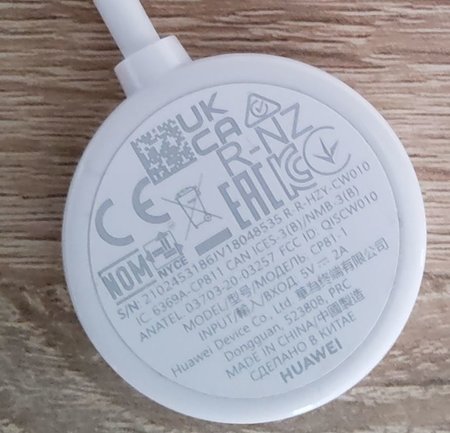 UK
CA
R-NZ
CE
EAC
NOM
NYCE
R-R-HZY-CW010
S/N: 2102453186IV18048535
IC: 6369A-CP811 CAN ICES-3(B)/NMB-3(B)
ANATEL: 03703-20-03257 FCC ID: QISCW010
MODEL/型号/МОДЕЛЬ: CP81-1
INPUT/輸入/ВХОД: 5V⎓2A
Huawei Device Co., Ltd 華為終端有限公司
Dongguan, 523808, PRC
MADE IN CHINA/中國製造
СДЕЛАНО В КИТАЕ
HUAWEI